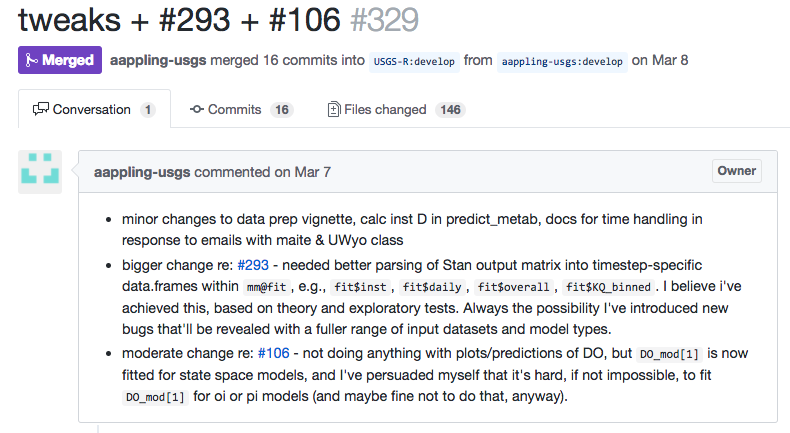 tweaks + #293 + #106 #329
Merged aappling-usgs merged 16 commits into USGS-R:develop from aappling-usgs:develop on Mar 8
Conversation 1 Commits 16 Files changed 146
aappling-usgs commented on Mar 7 Owner
• minor changes to data prep vignette, calc inst D in predict_metab, docs for time handling in
response to emails with maite & UWyo class
• bigger change re: #293 - needed better parsing of Stan output matrix into timestep-specific
data.frames within mm@fit, e.g., fit$inst, fit$daily, fit$overall, fit$KQ_binned. I believe i've
achieved this, based on theory and exploratory tests. Always the possibility I've introduced new
bugs that'll be revealed with a fuller range of input datasets and model types.
• moderate change re: #106 - not doing anything with plots/predictions of DO, but DO_mod[1] is now
fitted for state space models, and I've persuaded myself that it's hard, if not impossible, to fit
DO_mod[1] for oi or pi models (and maybe fine not to do that, anyway).